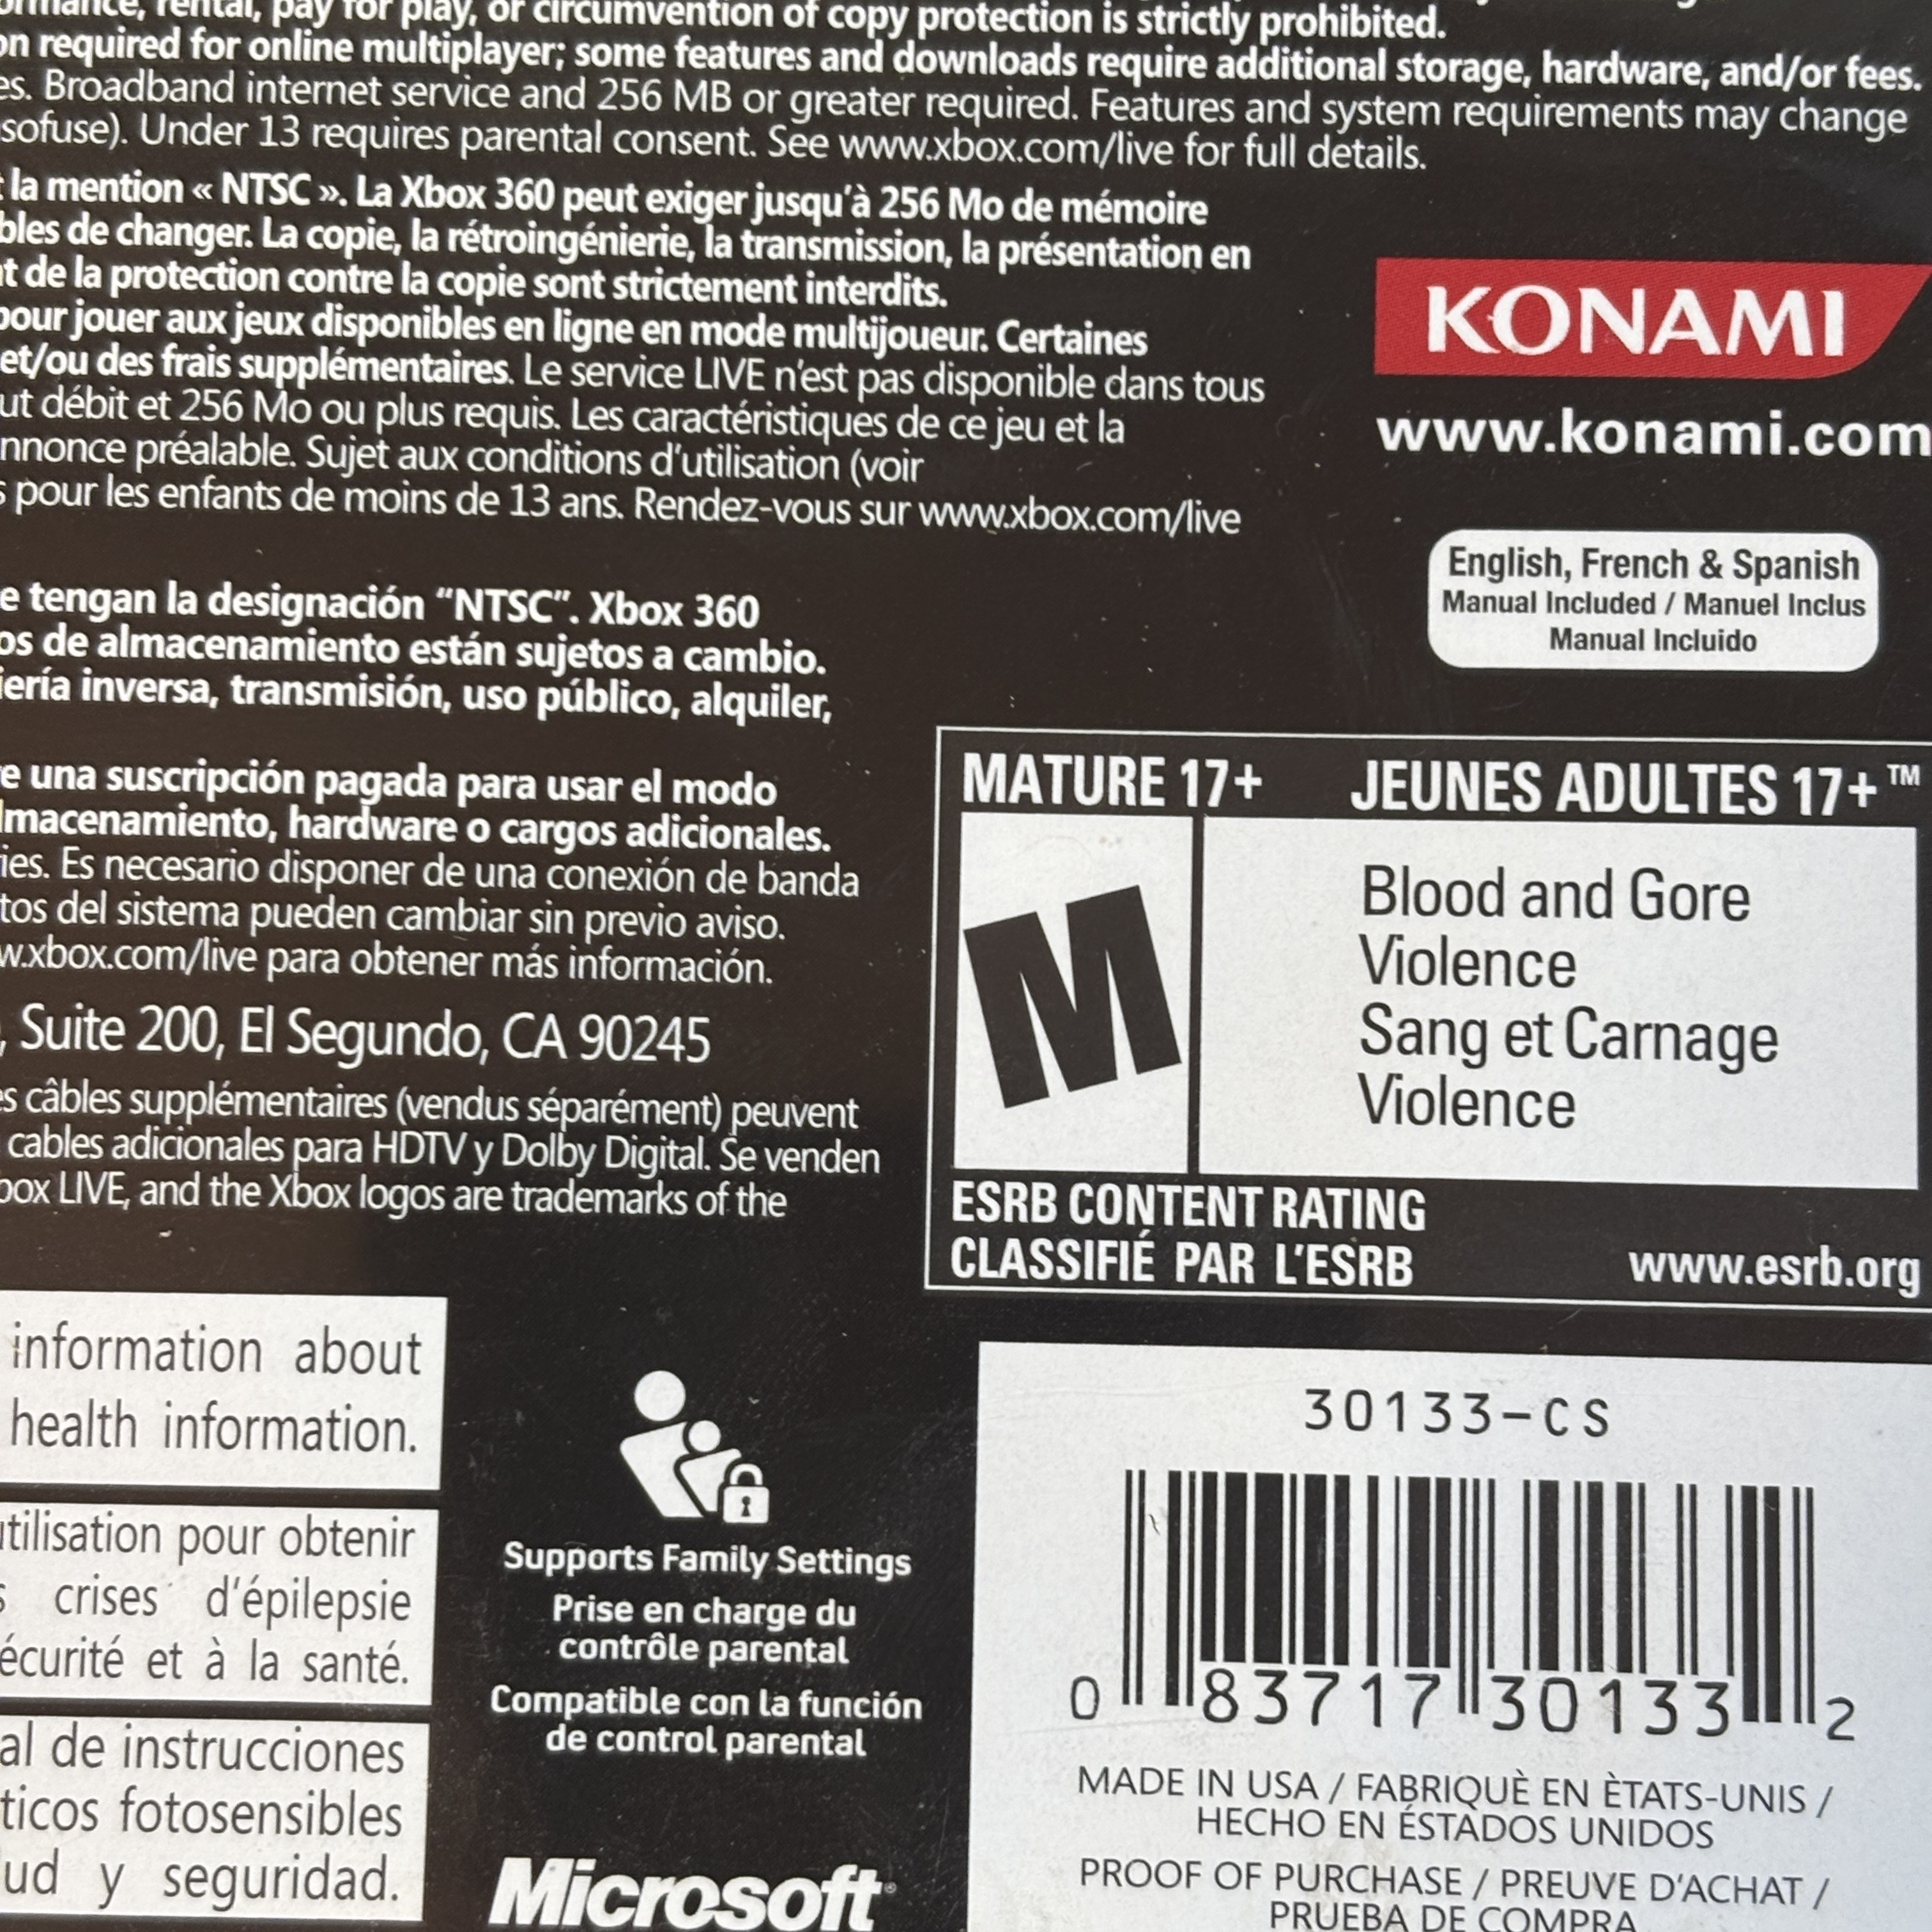 rental, pay for play, or circumvention of copy protection is strictly prohibited.
required for online multiplayer; some features and downloads require additional storage, hardware, and/or fees.
Broadband internet service and 256 MB or greater required. Features and system requirements may change
sofuse). Under 13 requires parental consent. See www.xbox.com/live for full details.
la mention « NTSC ». La Xbox 360 peut exiger jusqu'à 256 Mo de mémoire
bles de changer. La copie, la rétroingénierie, la transmission, la présentation en
de la protection contre la copie sont strictement interdits.
pour jouer aux jeux disponibles en ligne en mode multijoueur. Certaines
et/ou des frais supplémentaires. Le service LIVE n'est pas disponible dans tous
ut débit et 256 Mo ou plus requis. Les caractéristiques de ce jeu et la
nnonce préalable. Sujet aux conditions d'utilisation (voir
pour les enfants de moins de 13 ans. Rendez-vous sur www.xbox.com/live
e tengan la designación "NTSC". Xbox 360
os de almacenamiento están sujetos a cambio.
iería inversa, transmisión, uso público, alquiler,
e una suscripción pagada para usar el modo
lmacenamiento, hardware o cargos adicionales.
ies. Es necesario disponer de una conexión de banda
tos del sistema pueden cambiar sin previo aviso.
w.xbox.com/live para obtener más información.
, Suite 200, El Segundo, CA 90245
es câbles supplémentaires (vendus séparément) peuvent
cables adicionales para HDTV y Dolby Digital. Se venden
box LIVE, and the Xbox logos are trademarks of the
KONAMI
www.konami.com
English, French & Spanish
Manual Included / Manuel Inclus
Manual Incluido
MATURE 17+ JEUNES ADULTES 17+™
M
Blood and Gore
Violence
Sang et Carnage
Violence
ESRB CONTENT RATING
CLASSIFIÉ PAR L'ESRB www.esrb.org
information about
health information.
utilisation pour obtenir
s crises d'épilepsie
écurité et à la santé.
al de instrucciones
ticos fotosensibles
ud y seguridad.
Supports Family Settings
Prise en charge du
contrôle parental
Compatible con la función
de control parental
Microsoft®
30133-CS
0 83717 30133 2
MADE IN USA / FABRIQUÈ EN ÈTATS-UNIS /
HECHO EN ÉSTADOS UNIDOS
PROOF OF PURCHASE / PREUVE D'ACHAT /
PRUEBA DE COMPRA